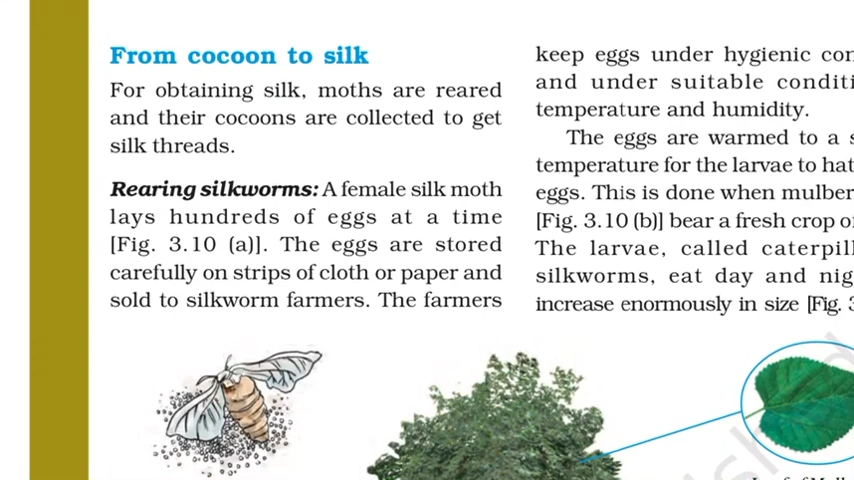 From cocoon to silk
For obtaining silk, moths are reared
and their cocoons are collected to get
silk threads.
Rearing silkworms: A female silk moth
lays hundreds of eggs at a time
[Fig. 3.10 (a)]. The eggs are stored
carefully on strips of cloth or paper and
sold to silkworm farmers. The farmers
keep eggs under hygienic
and under suitable
temperature and humidity.
The eggs are warmed to a
temperature for the larvae to
eggs. This is done when
[Fig. 3.10 (b)] bear a fresh crop
The larvae, called
silkworms, eat day and
increase enormously in size [Fig.